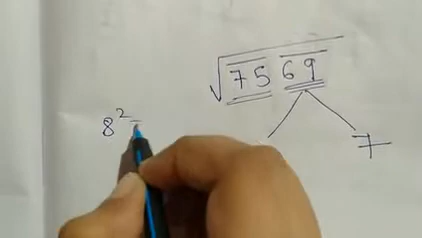 √7569
8² =
7